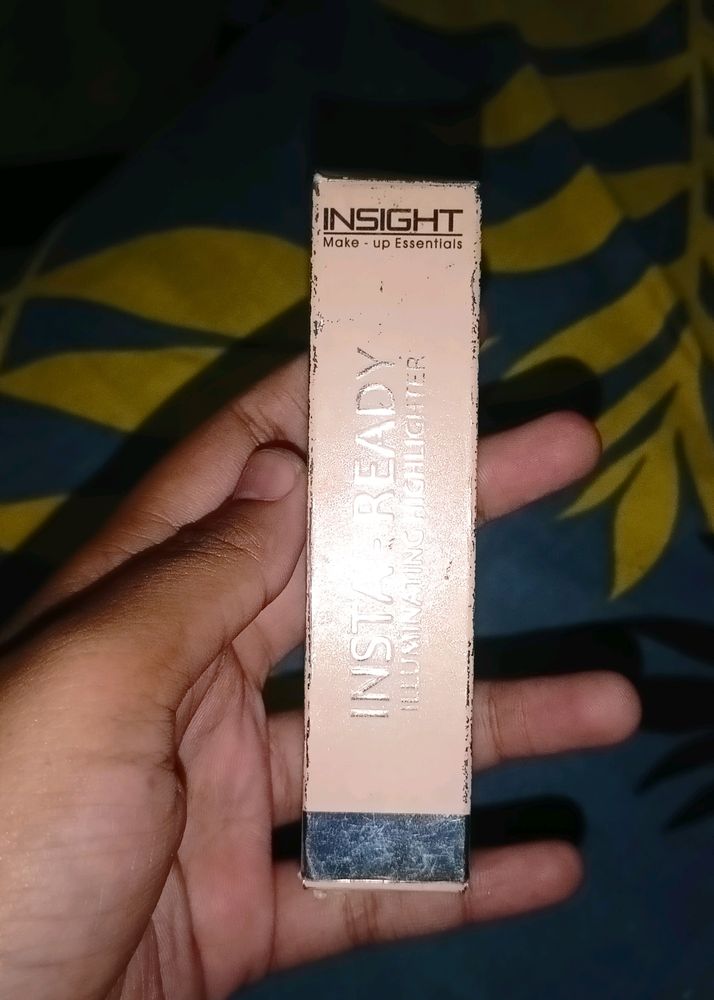 INSIGHT
Make - up Essentials
INSTA-READY
ILLUMINATING HIGHLIGHTER